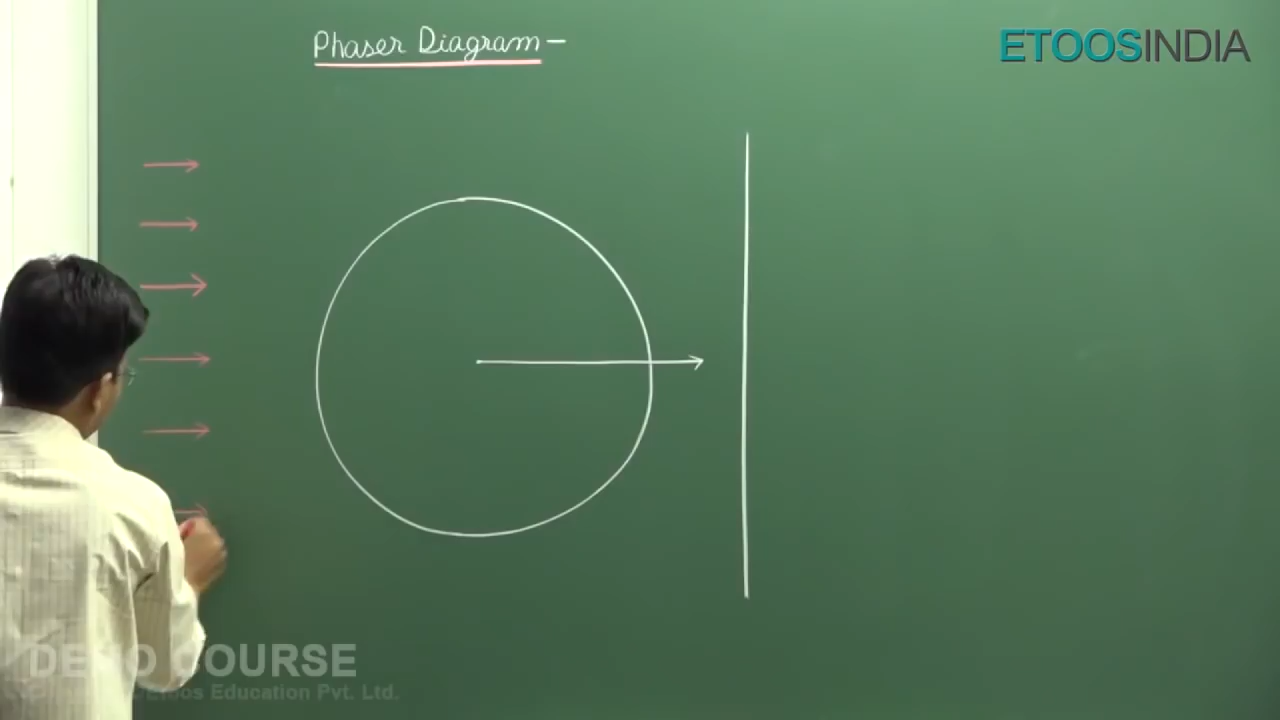 Phaser Diagram-
ETOOSINDIA
DEMO COURSE
Etoos Education Pvt. Ltd.